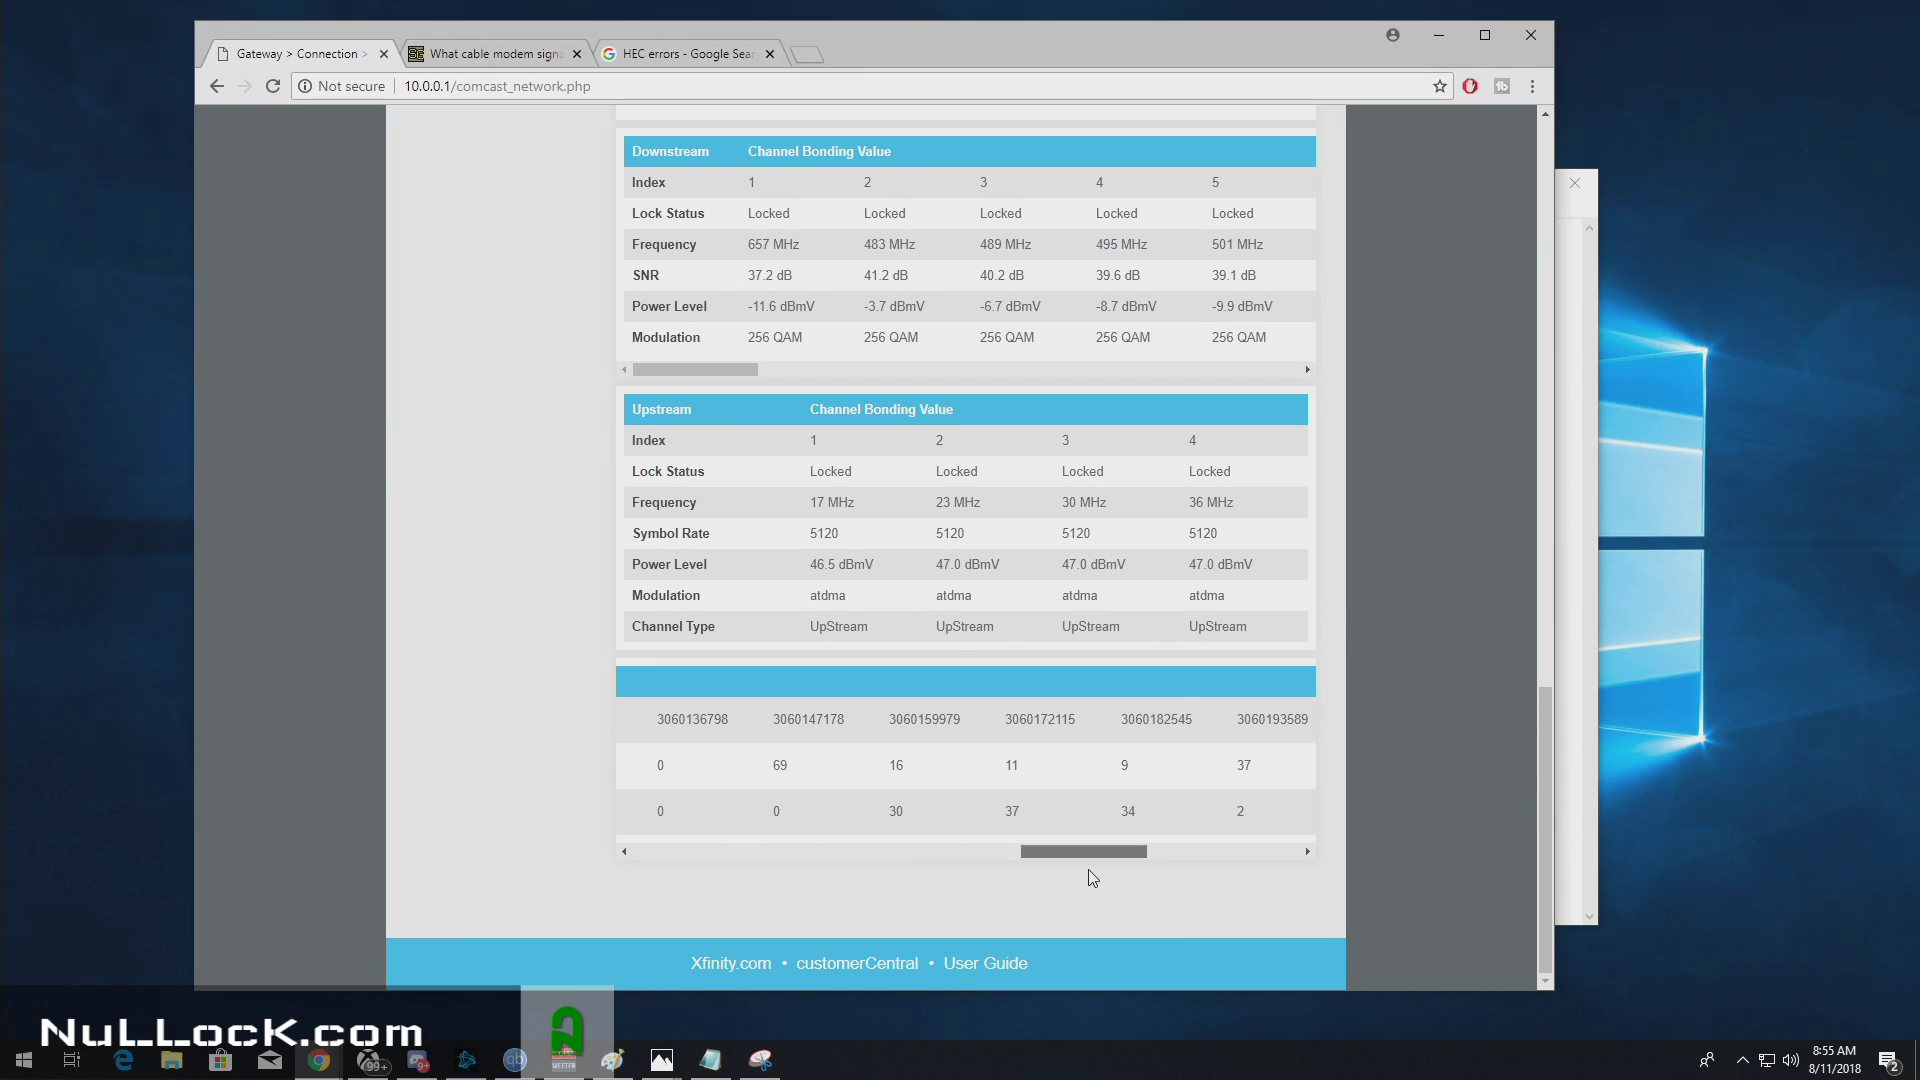 Gateway > Connection >
What cable modem signa
HEC errors - Google Sear
Not secure
10.0.0.1/comcast_network.php
Downstream Channel Bonding Value
Index 1 2 3 4 5
Lock Status Locked Locked Locked Locked Locked
Frequency 657 MHz 483 MHz 489 MHz 495 MHz 501 MHz
SNR 37.2 dB 41.2 dB 40.2 dB 39.6 dB 39.1 dB
Power Level -11.6 dBmV -3.7 dBmV -6.7 dBmV -8.7 dBmV -9.9 dBmV
Modulation 256 QAM 256 QAM 256 QAM 256 QAM 256 QAM
Upstream Channel Bonding Value
Index 1 2 3 4
Lock Status Locked Locked Locked Locked
Frequency 17 MHz 23 MHz 30 MHz 36 MHz
Symbol Rate 5120 5120 5120 5120
Power Level 46.5 dBmV 47.0 dBmV 47.0 dBmV 47.0 dBmV
Modulation atdma atdma atdma atdma
Channel Type UpStream UpStream UpStream UpStream
3060136798 3060147178 3060159979 3060172115 3060182545 3060193589
0 69 16 11 9 37
0 0 30 37 34 2
Xfinity.com • customerCentral • User Guide
NuLLocK.com
99+
9+
qb
8:55 AM
8/11/2018
2